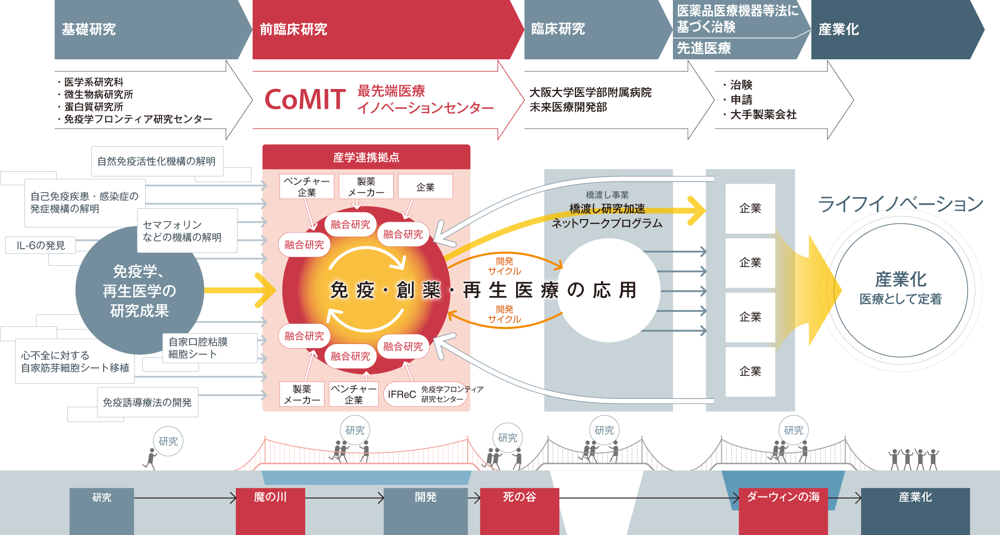 基礎研究
前臨床研究
臨床研究
医薬品医療機器等法に
基づく治験
先進医療
産業化
・医学系研究科
・微生物病研究所
・蛋白質研究所
・免疫学フロンティア研究センター
CoMIT
最先端医療
イノベーションセンター
大阪大学医学部附属病院
未来医療開発部
・治験
・申請
・大手製薬会社
自然免疫活性化機構の解明
自己免疫疾患・感染症の
発症機構の解明
セマフォリン
などの機構の解明
IL-6の発見
免疫学、
再生医学の
研究成果
自家口腔粘膜
細胞シート
心不全に対する
自家筋芽細胞シート移植
免疫誘導療法の開発
産学連携拠点
ベンチャー
企業
製薬
メーカー
企業
融合研究
融合研究
融合研究
免疫・創薬・再生医療の応用
融合研究
融合研究
融合研究
製薬
メーカー
ベンチャー
企業
IFReC
免疫学フロンティア
研究センター
開発
サイクル
開発
サイクル
橋渡し事業
橋渡し研究加速
ネットワークプログラム
企業
企業
企業
企業
ライフイノベーション
産業化
医療として定着
研究
研究
研究
研究
研究
研究
魔の川
開発
死の谷
ダーウィンの海
産業化